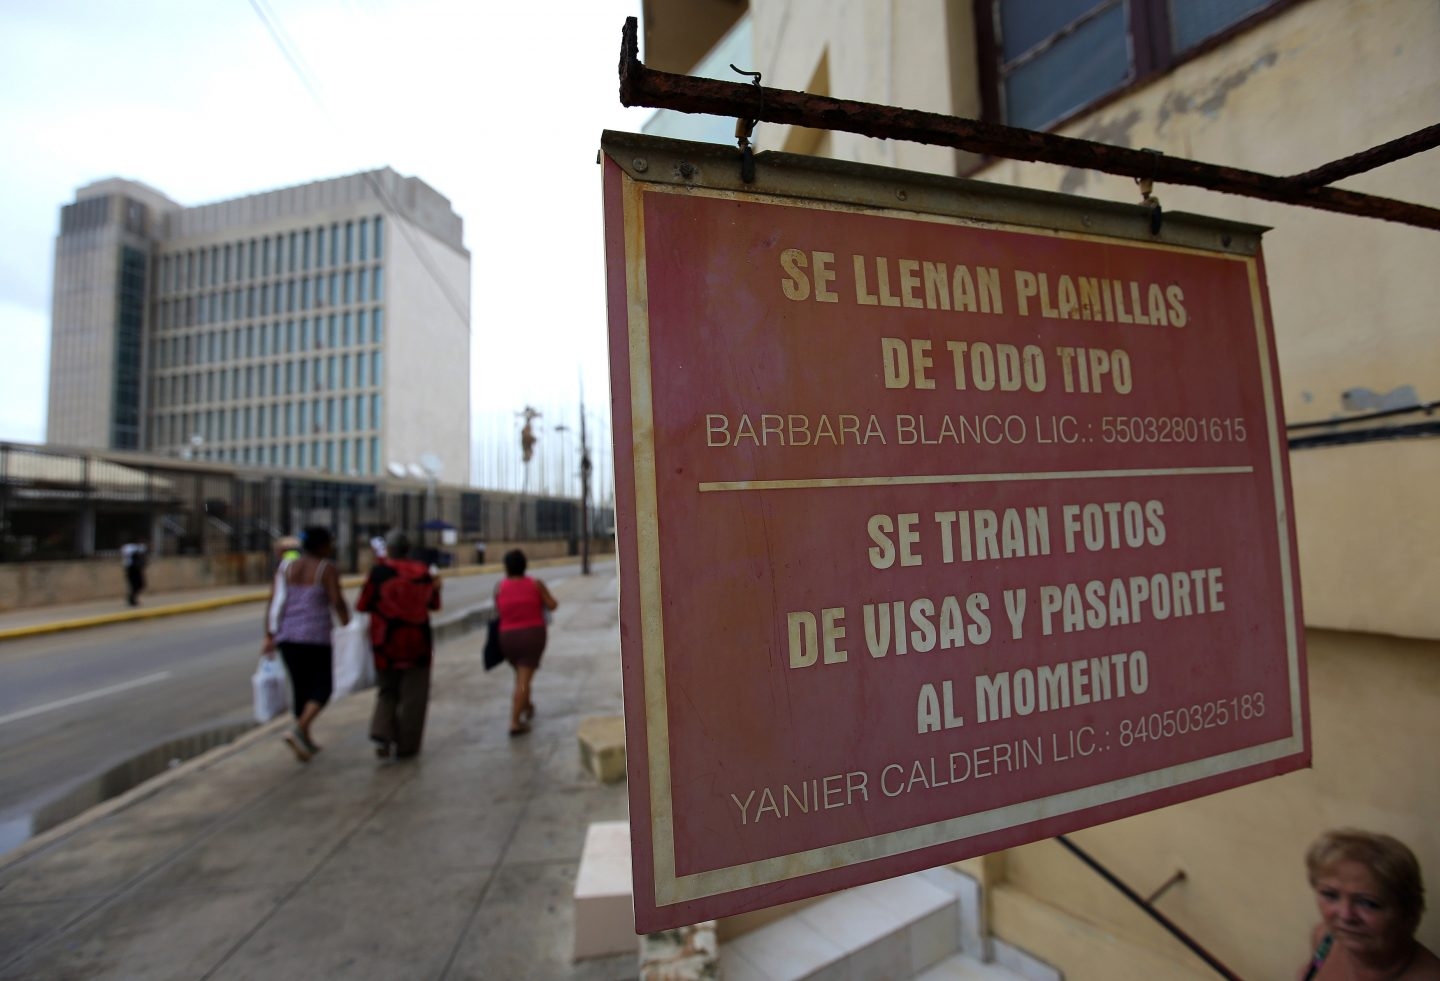 SE LLENAN PLANILLAS
DE TODO TIPO
BARBARA BLANCO LIC.: 55032801615
SE TIRAN FOTOS
DE VISAS Y PASAPORTE
AL MOMENTO
YANIER CALDERIN LIC.: 84050325183